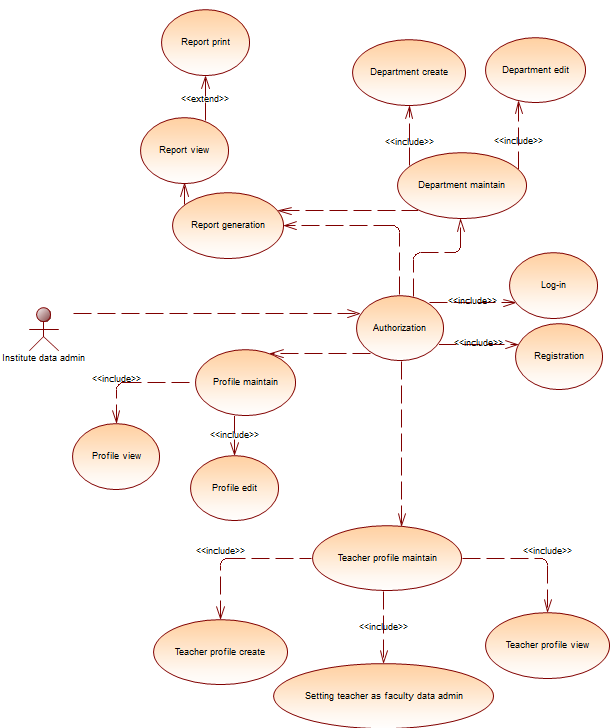 Report print
Department create
Department edit
<<extend>>
<<include>>
<<include>>
Report view
Department maintain
Report generation
Log-in
<<include>>
Authorization
<<include>>
Registration
Institute data admin
<<include>>
Profile maintain
<<include>>
Profile view
Profile edit
<<include>>
Teacher profile maintain
<<include>>
<<include>>
Teacher profile create
Teacher profile view
Setting teacher as faculty data admin